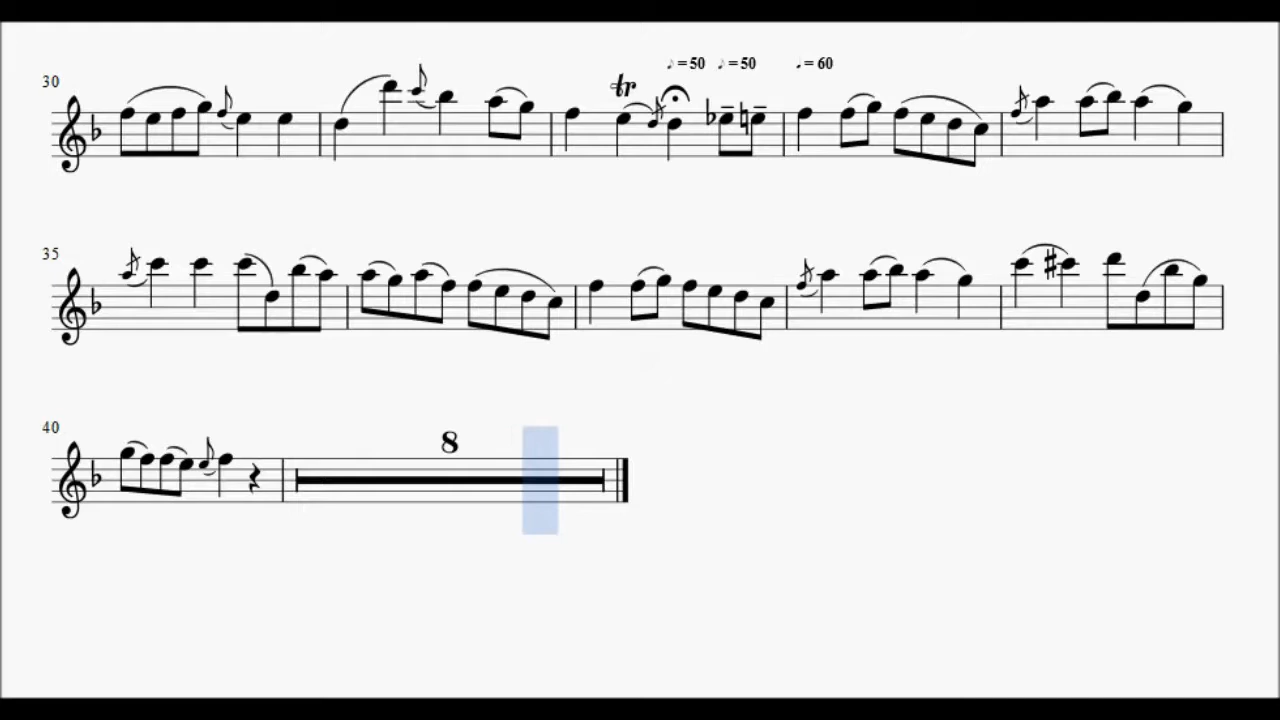 30
tr
♪ = 50 ♪ = 50
𝅘𝅥 = 60
35
40
8